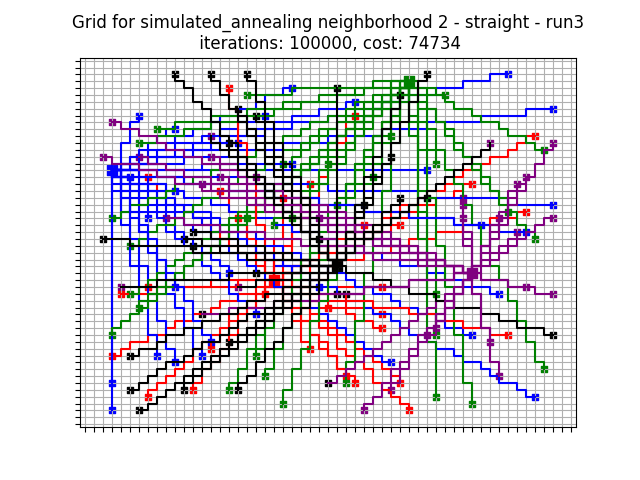 Grid for simulated_annealing neighborhood 2 - straight - run3
iterations: 100000, cost: 74734